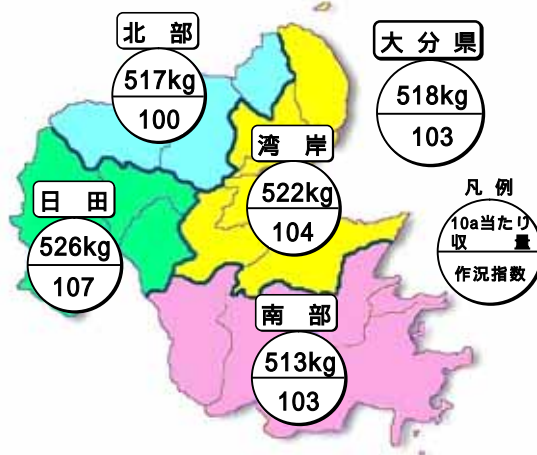 北部
517kg
100
大分県
518kg
103
湾岸
522kg
104
日田
526kg
107
凡例
10a当たり
収量
作況指数
南部
513kg
103